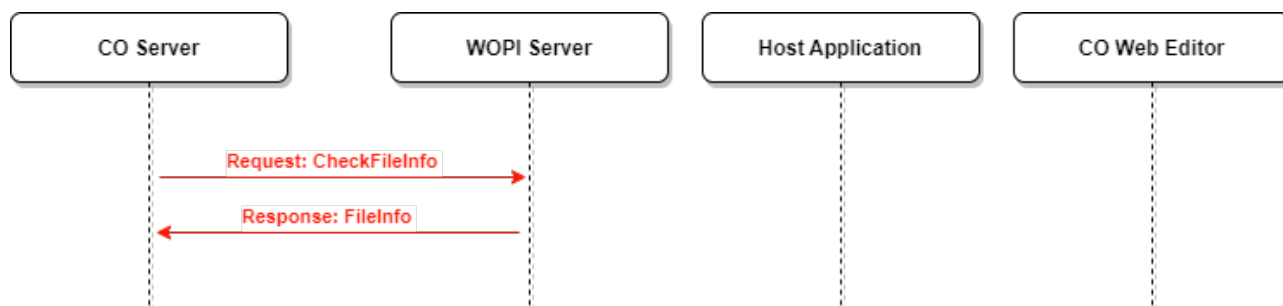 CO Server
WOPI Server
Host Application
CO Web Editor
Request: CheckFileInfo
Response: FileInfo